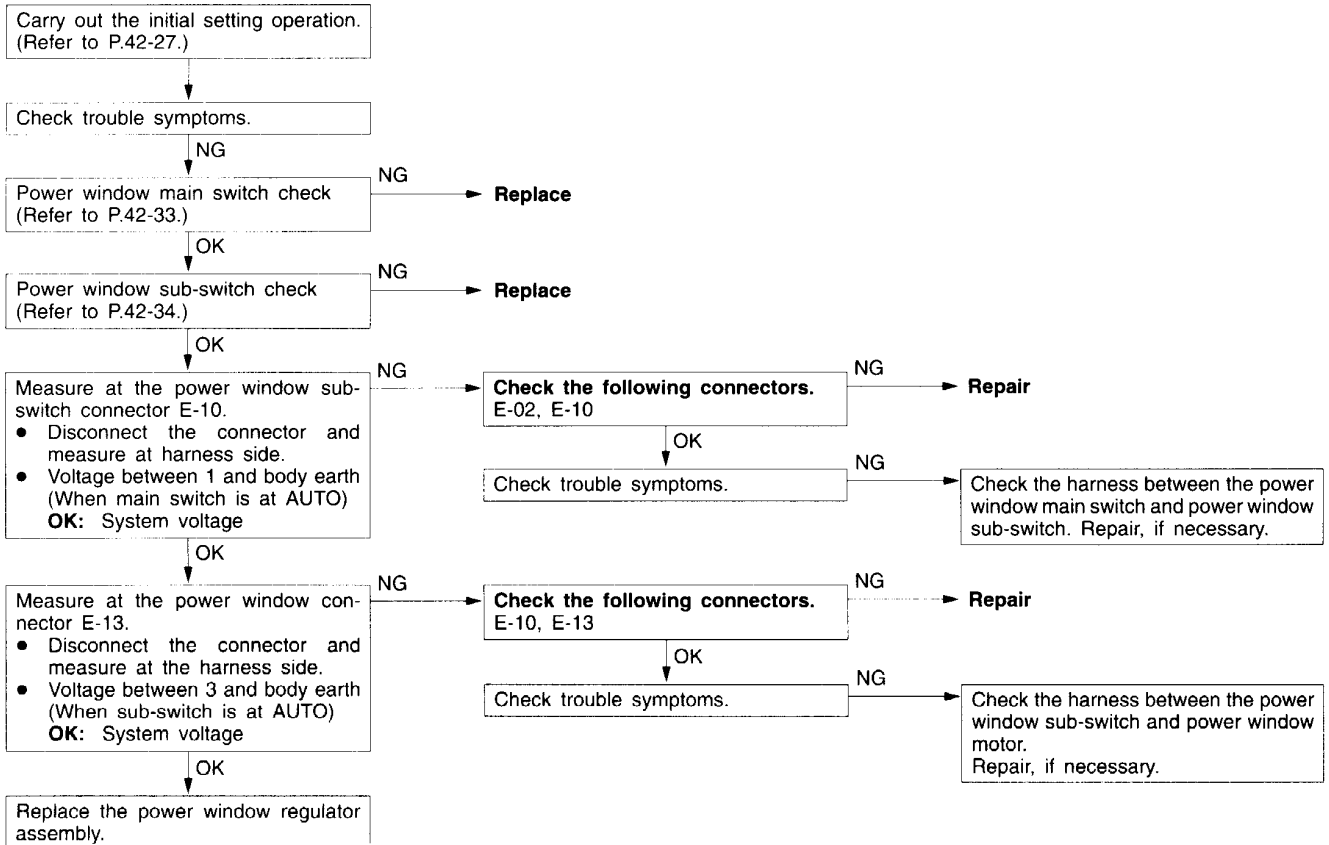 Carry out the initial setting operation.
(Refer to P.42-27.)
Check trouble symptoms.
NG
Power window main switch check
(Refer to P.42-33.)
NG
Replace
OK
Power window sub-switch check
(Refer to P.42-34.)
NG
Replace
OK
Measure at the power window sub-
switch connector E-10.
● Disconnect the connector and
measure at harness side.
● Voltage between 1 and body earth
(When main switch is at AUTO)
OK: System voltage
NG
Check the following connectors.
E-02, E-10
NG
Repair
OK
Check trouble symptoms.
NG
Check the harness between the power
window main switch and power window
sub-switch. Repair, if necessary.
OK
Measure at the power window con-
nector E-13.
● Disconnect the connector and
measure at the harness side.
● Voltage between 3 and body earth
(When sub-switch is at AUTO)
OK: System voltage
NG
Check the following connectors.
E-10, E-13
NG
Repair
OK
Check trouble symptoms.
NG
Check the harness between the power
window sub-switch and power window
motor.
Repair, if necessary.
OK
Replace the power window regulator
assembly.